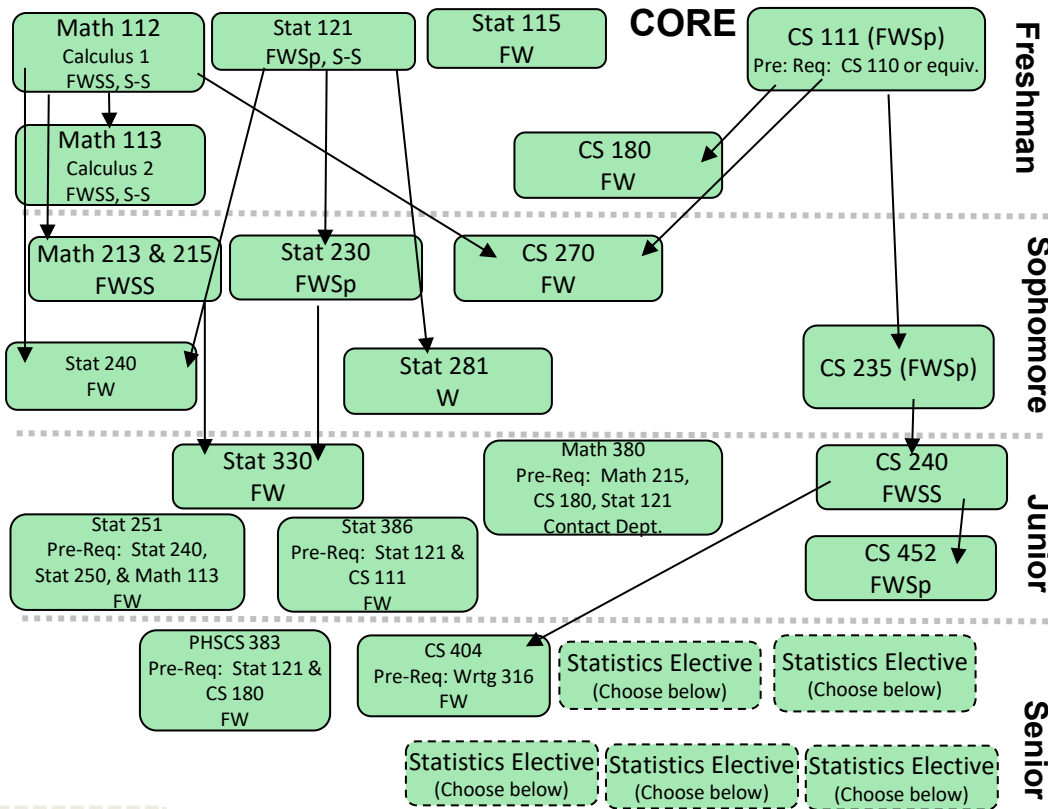 CORE
Math 112
Calculus 1
FWSS, S-S
Stat 121
FWSp, S-S
Stat 115
FW
CS 111 (FWSp)
Pre: Req: CS 110 or equiv.
Freshman
Math 113
Calculus 2
FWSS, S-S
CS 180
FW
Math 213 & 215
FWSS
Stat 230
FWSp
CS 270
FW
Sophomore
Stat 240
FW
Stat 281
W
CS 235 (FWSp)
Stat 330
FW
Math 380
Pre-Req: Math 215,
CS 180, Stat 121
Contact Dept.
CS 240
FWSS
Junior
Stat 251
Pre-Req: Stat 240,
Stat 250, & Math 113
FW
Stat 386
Pre-Req: Stat 121 &
CS 111
FW
CS 452
FWSp
PHSCS 383
Pre-Req: Stat 121 &
CS 180
FW
CS 404
Pre-Req: Wrtg 316
FW
Statistics Elective
(Choose below)
Statistics Elective
(Choose below)
Senior
Statistics Elective
(Choose below)
Statistics Elective
(Choose below)
Statistics Elective
(Choose below)